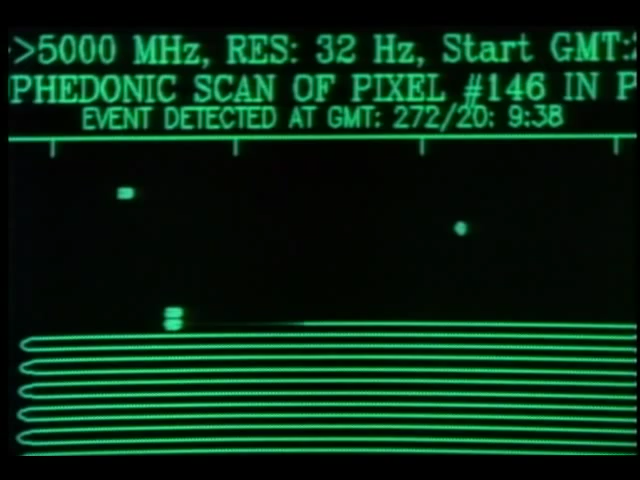 >5000 MHz, RES: 32 Hz, Start GMT:
PHEDONIC SCAN OF PIXEL #146 IN P
EVENT DETECTED AT GMT: 272/20: 9:38